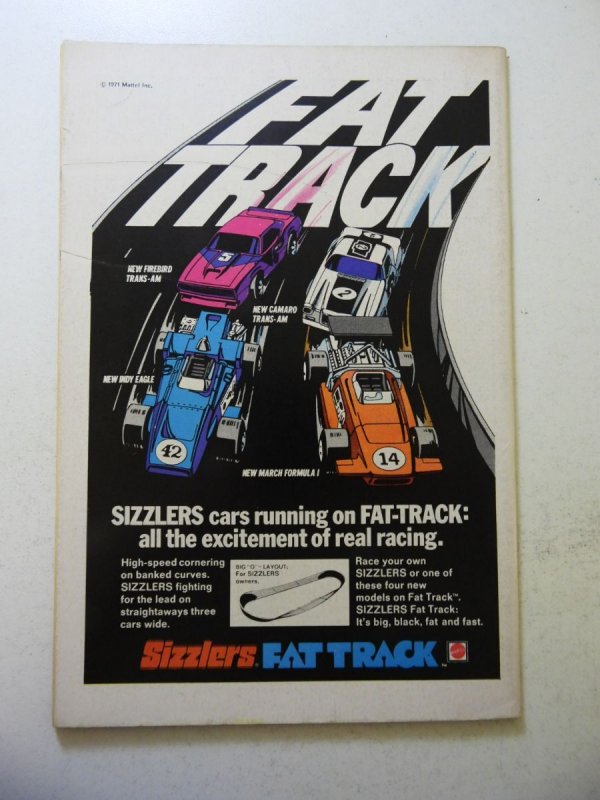 © 1971 Mattel Inc.
FAT
TRACK
5
2
NEW FIREBIRD
TRANS-AM
NEW CAMARO
TRANS-AM
NEW INDY EAGLE
42
14
NEW MARCH FORMULA I
SIZZLERS cars running on FAT-TRACK:
all the excitement of real racing.
High-speed cornering
on banked curves.
SIZZLERS fighting
for the lead on
straightaways three
cars wide.
BIG "O"-LAYOUT:
For SIZZLERS
owners.
Race your own
SIZZLERS or one of
these four new
models on Fat Track™.
SIZZLERS Fat Track:
It's big, black, fat and fast.
Sizzlers® FAT TRACK™